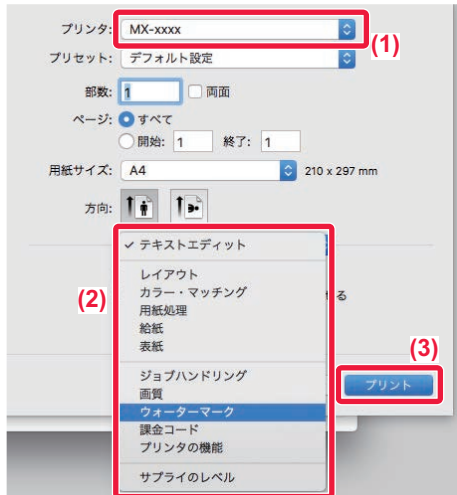 プリンタ: MX-xxxx
(1)
プリセット: デフォルト設定
部数: 1 両面
ページ: すべて
開始: 1 終了: 1
用紙サイズ: A4 210 x 297 mm
方向:
✓ テキストエディット
レイアウト
カラー・マッチング
る
用紙処理
(2)
給紙
表紙
(3)
ジョブハンドリング
プリント
画質
ウォーターマーク
課金コード
プリンタの機能
サプライのレベル